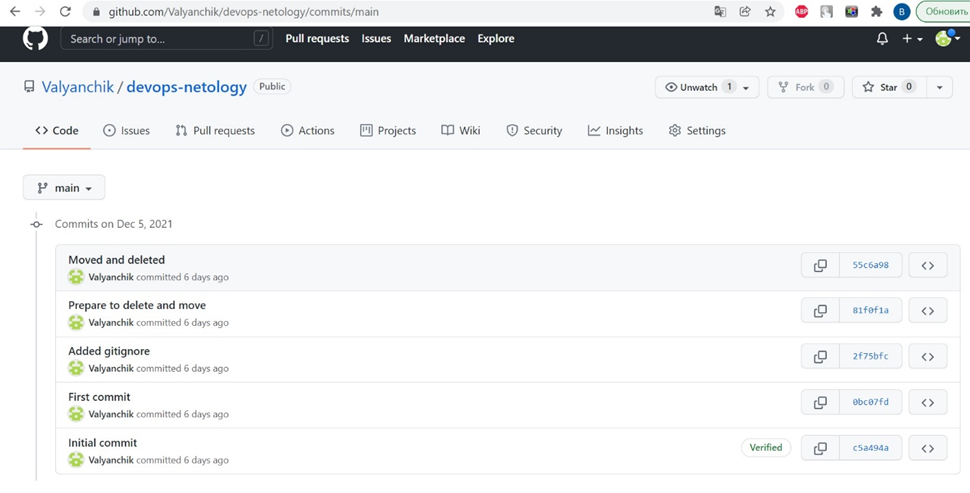 github.com/Valyanchik/devops-netology/commits/main
ABP
B
Обновить
Search or jump to...
/
Pull requests
Issues
Marketplace
Explore
Valyanchik / devops-netology
Public
Unwatch 1
Fork 0
Star 0
Code
Issues
Pull requests
Actions
Projects
Wiki
Security
Insights
Settings
main
Commits on Dec 5, 2021
Moved and deleted
Valyanchik committed 6 days ago
55c6a98
Prepare to delete and move
Valyanchik committed 6 days ago
81f0f1a
Added gitignore
Valyanchik committed 6 days ago
2f75bfc
First commit
Valyanchik committed 6 days ago
0bc07fd
Initial commit
Valyanchik committed 6 days ago
Verified
c5a494a